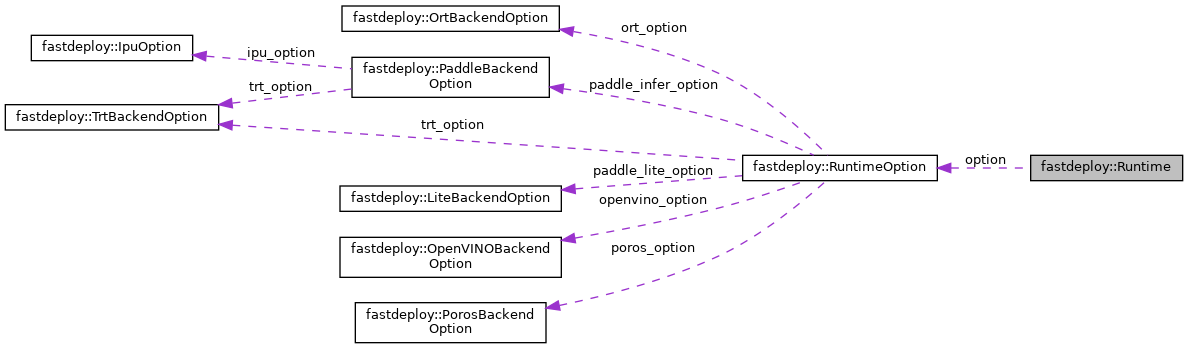 fastdeploy::OrtBackendOption
ort_option
fastdeploy::IpuOption
ipu_option
fastdeploy::PaddleBackend
Option
paddle_infer_option
trt_option
fastdeploy::TrtBackendOption
trt_option
fastdeploy::RuntimeOption
option
fastdeploy::Runtime
paddle_lite_option
fastdeploy::LiteBackendOption
openvino_option
fastdeploy::OpenVINOBackend
Option
poros_option
fastdeploy::PorosBackend
Option